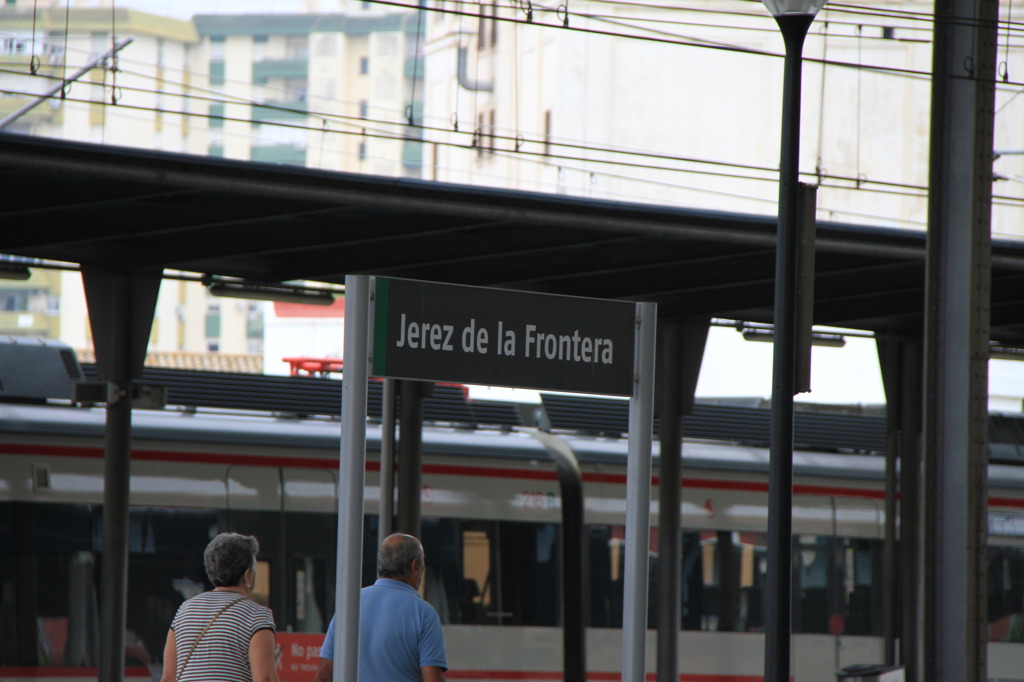 Jerez de la Frontera
No pas